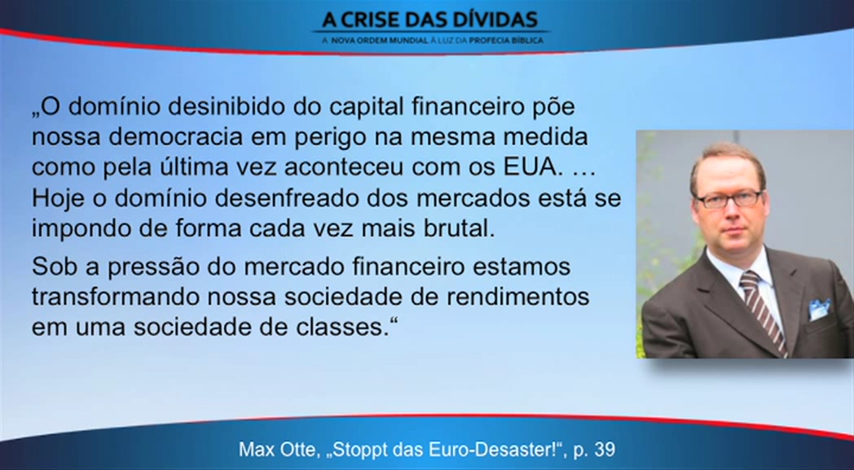 A CRISE DAS DÍVIDAS
A NOVA ORDEM MUNDIAL À LUZ DA PROFECIA BÍBLICA
„O domínio desinibido do capital financeiro põe
nossa democracia em perigo na mesma medida
como pela última vez aconteceu com os EUA. …
Hoje o domínio desenfreado dos mercados está se
impondo de forma cada vez mais brutal.
Sob a pressão do mercado financeiro estamos
transformando nossa sociedade de rendimentos
em uma sociedade de classes.“
Max Otte, „Stoppt das Euro-Desaster!“, p. 39